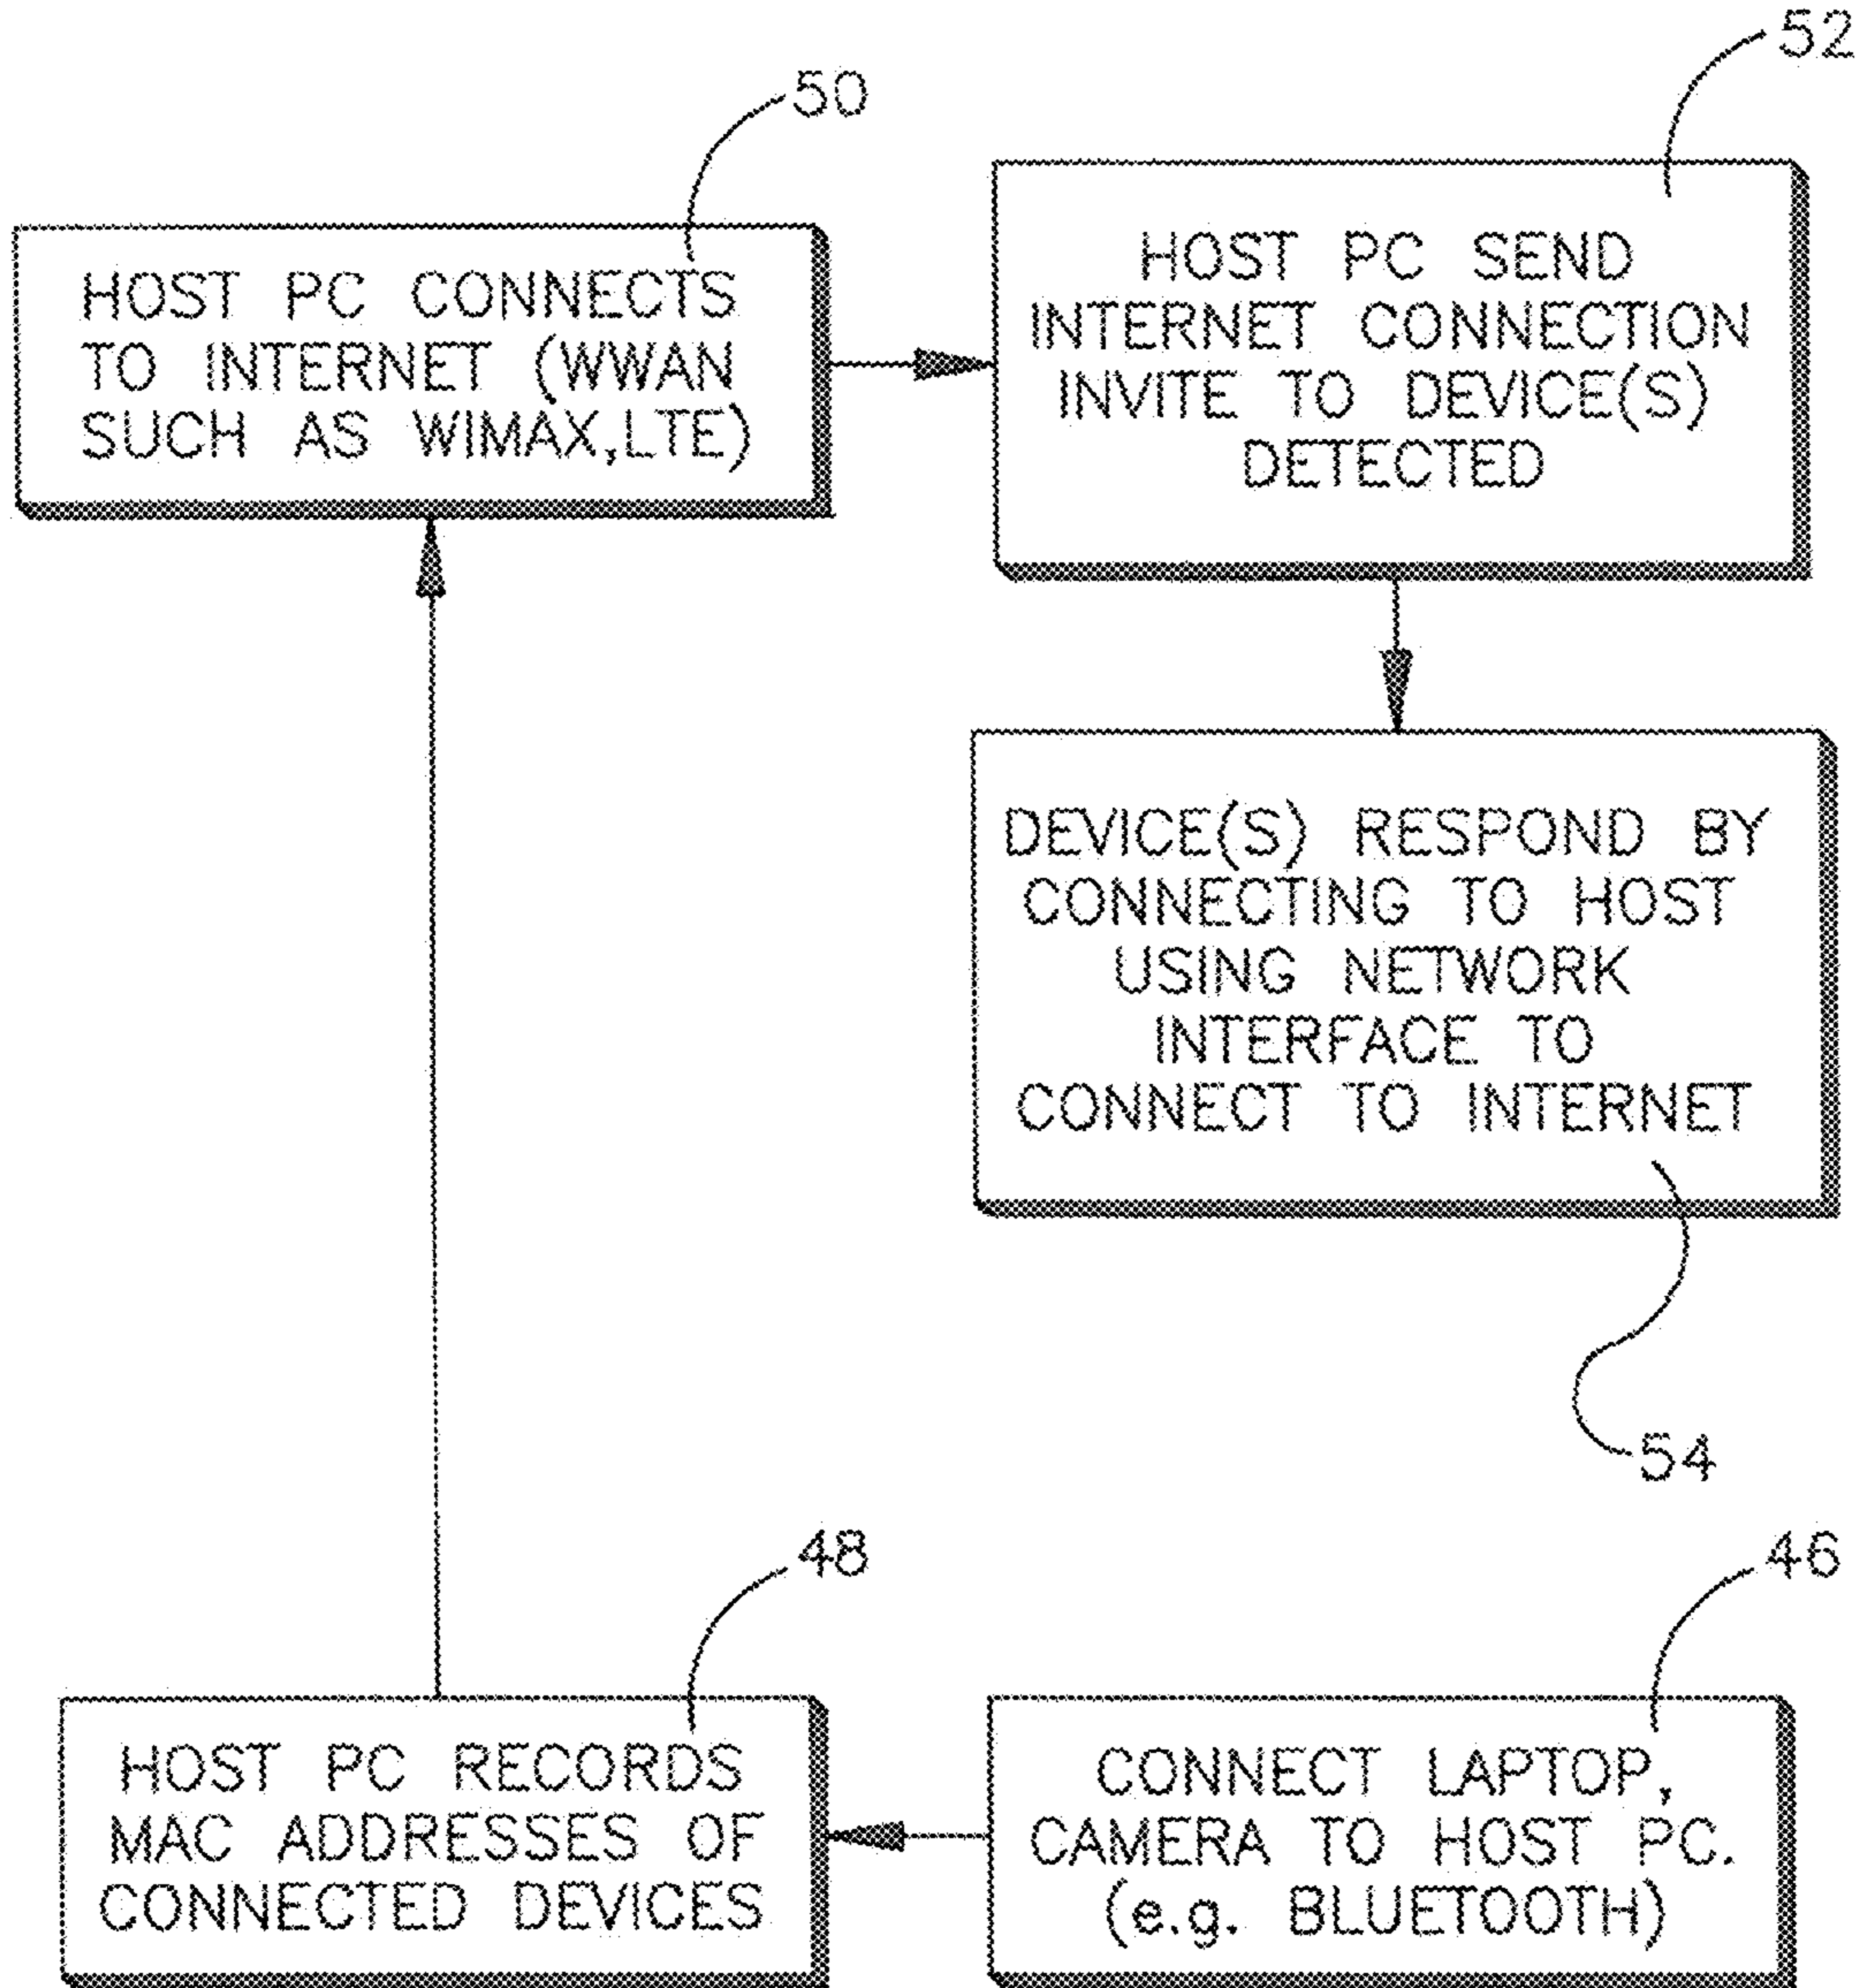 52
50
HOST PC CONNECTS
TO INTERNET (WWAN
SUCH AS WIMAX,LTE)
HOST PC SEND
INTERNET CONNECTION
INVITE TO DEVICE(S)
DETECTED
DEVICE(S) RESPOND BY
CONNECTING TO HOST
USING NETWORK
INTERFACE TO
CONNECT TO INTERNET
54
48
46
HOST PC RECORDS
MAC ADDRESSES OF
CONNECTED DEVICES
CONNECT LAPTOP,
CAMERA TO HOST PC.
(e.g. BLUETOOTH)